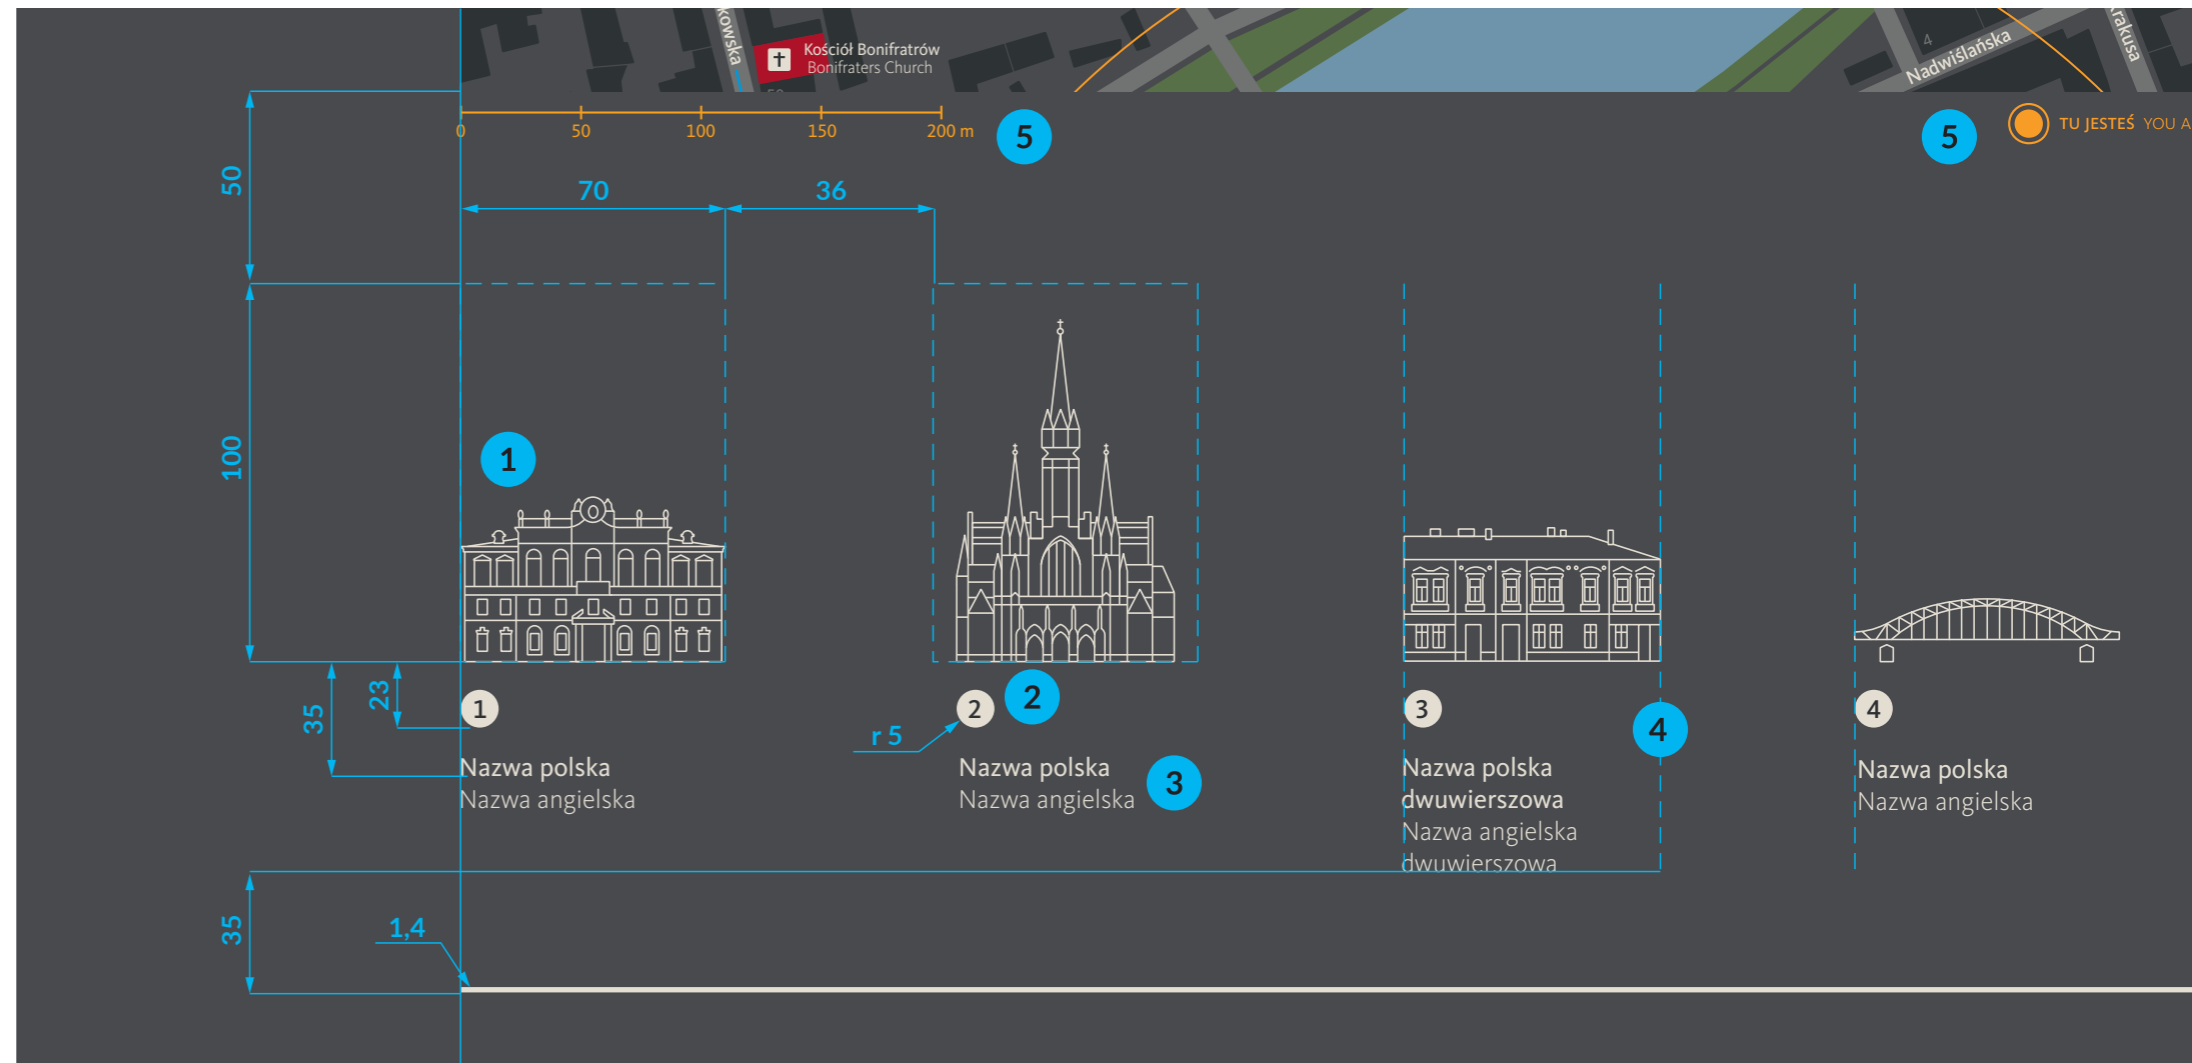 Kościół Bonifratrów
Bonifraters Church
4
Nadwiślańska
0 50 100 150 200 m
5
5
TU JESTEŚ YOU A
50
70
36
100
1
35
23
1
2
2
r 5
3
4
4
Nazwa polska
Nazwa angielska
Nazwa polska
Nazwa angielska
3
Nazwa polska
dwuwierszowa
Nazwa angielska
dwuwierszowa
Nazwa polska
Nazwa angielska
35
1,4